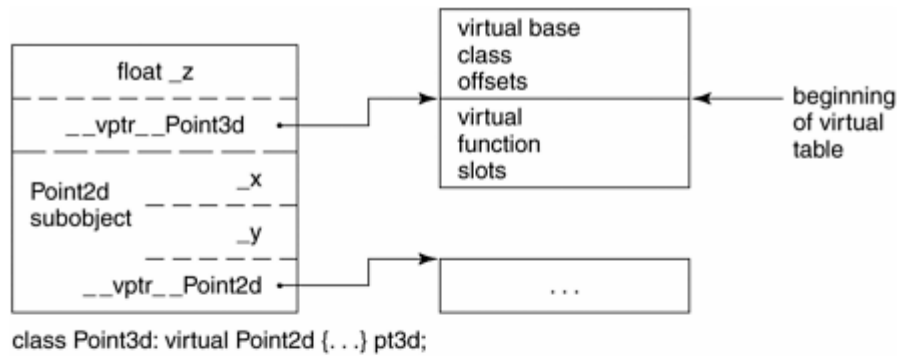 float _z
__vptr__Point3d
Point2d
subobject
_x
_y
__vptr__Point2d
virtual base
class
offsets
virtual
function
slots
beginning
of virtual
table
. . .
class Point3d: virtual Point2d {. . .} pt3d;